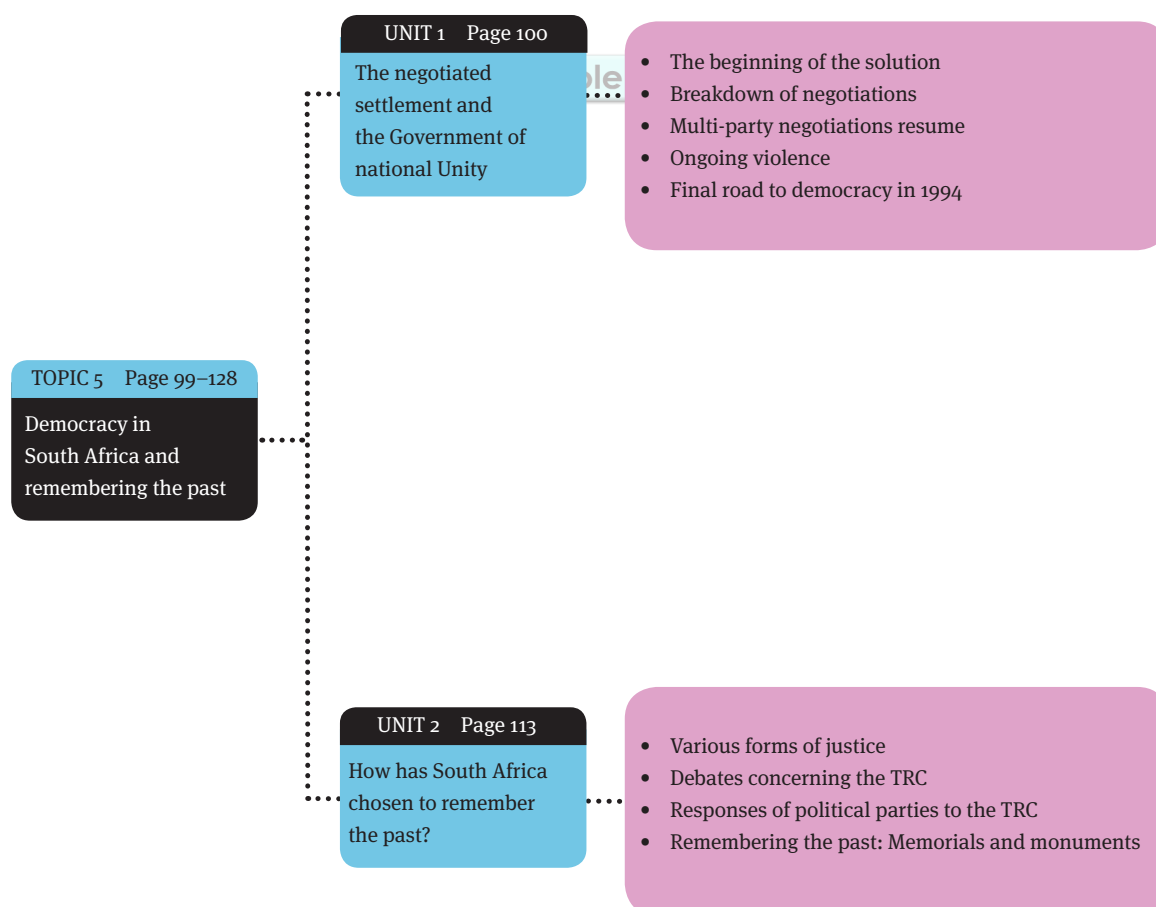 UNIT 1 Page 100
The negotiated
settlement and
the Government of
national Unity
• The beginning of the solution
• Breakdown of negotiations
• Multi-party negotiations resume
• Ongoing violence
• Final road to democracy in 1994
TOPIC 5 Page 99–128
Democracy in
South Africa and
remembering the past
UNIT 2 Page 113
How has South Africa
chosen to remember
the past?
• Various forms of justice
• Debates concerning the TRC
• Responses of political parties to the TRC
• Remembering the past: Memorials and monuments